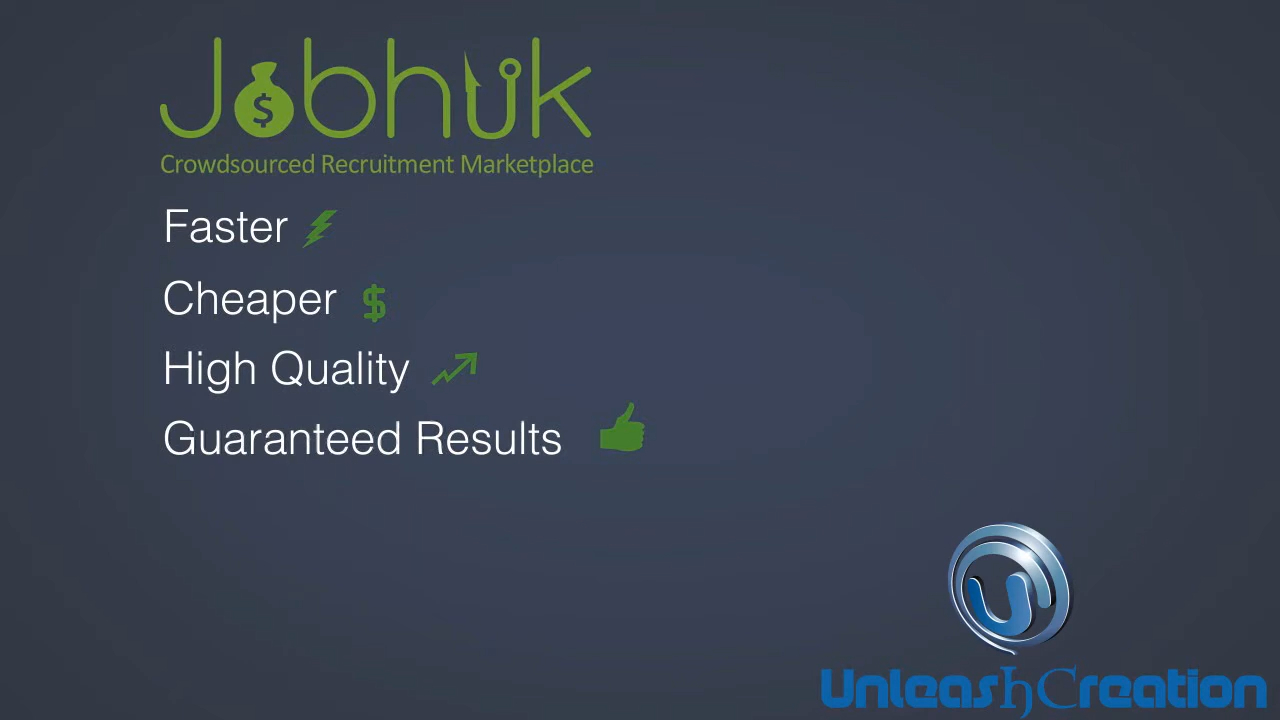 Jobhuk
Crowdsourced Recruitment Marketplace
Faster
Cheaper $
High Quality
Guaranteed Results
U
UnleashCreation